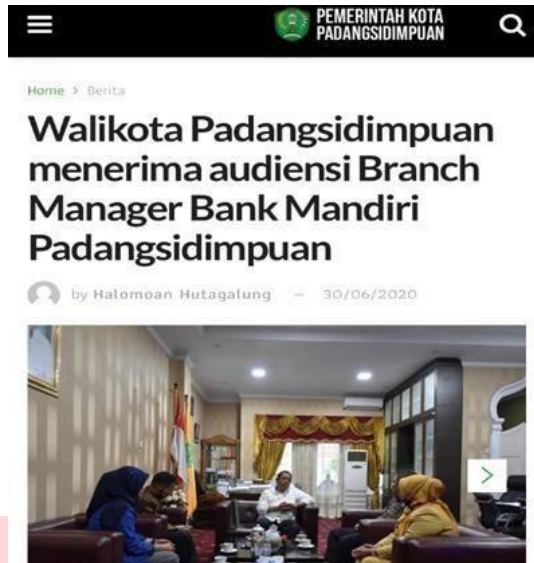 PEMERINTAH KOTA
PADANGSIDIMPUAN
Home > Berita
Walikota Padangsidimpuan
menerima audiensi Branch
Manager Bank Mandiri
Padangsidimpuan
by Halomoan Hutagalung – 30/06/2020